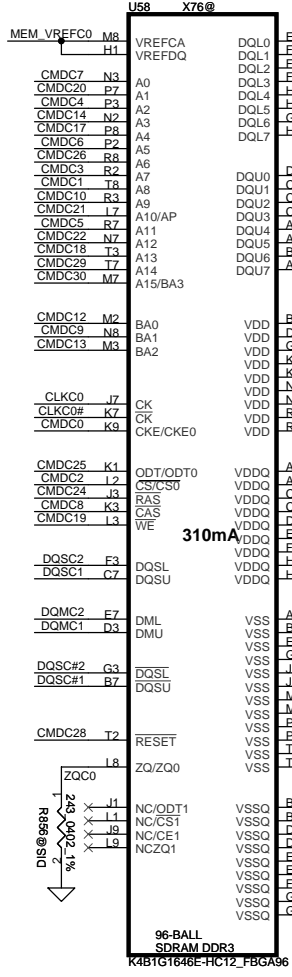 U58 X76@
MEM_VREFC0 M8 VREFCA DQL0
H1 VREFDQ DQL1
DQL2
CMDC7 N3 A0 DQL3
CMDC20 P7 A1 DQL4
CMDC4 P3 A2 DQL5
CMDC14 N2 A3 DQL6
CMDC17 P8 A4 DQL7
CMDC6 P2 A5
CMDC26 R8 A6
CMDC3 R2 A7 DQU0
CMDC1 T8 A8 DQU1
CMDC10 R3 A9 DQU2
CMDC21 L7 A10/AP DQU3
CMDC5 R7 A11 DQU4
CMDC22 N7 A12 DQU5
CMDC18 T3 A13 DQU6
CMDC29 T7 A14 DQU7
CMDC30 M7 A15/BA3
CMDC12 M2 BA0 VDD
CMDC9 N8 BA1 VDD
CMDC13 M3 BA2 VDD
VDD
VDD
VDD
CLKC0 J7 CK VDD
CLKC0# K7 CK VDD
CMDC0 K9 CKE/CKE0 VDD
CMDC25 K1 ODT/ODT0 VDDQ
CMDC2 L2 CS/CS0 VDDQ
CMDC24 J3 RAS VDDQ
CMDC8 K3 CAS VDDQ
CMDC19 L3 WE VDDQ
310mA VDDQ
VDDQ
DQSC2 F3 DQSL VDDQ
DQSC1 C7 DQSU VDDQ
DQMC2 E7 DML VSS
DQMC1 D3 DMU VSS
VSS
VSS
DQSC#2 G3 DQSL VSS
DQSC#1 B7 DQSU VSS
VSS
VSS
VSS
CMDC28 T2 RESET VSS
VSS
L8 ZQ/ZQ0 VSS
ZQC0
J1 NC/ODT1 VSSQ
L1 NC/CS1 VSSQ
J9 NC/CE1 VSSQ
L9 NCZQ1 VSSQ
VSSQ
VSSQ
VSSQ
VSSQ
VSSQ
1
2
243_0402_1%
R856@SID
96-BALL
SDRAM DDR3
K4B1G1646E-HC12_FBGA96